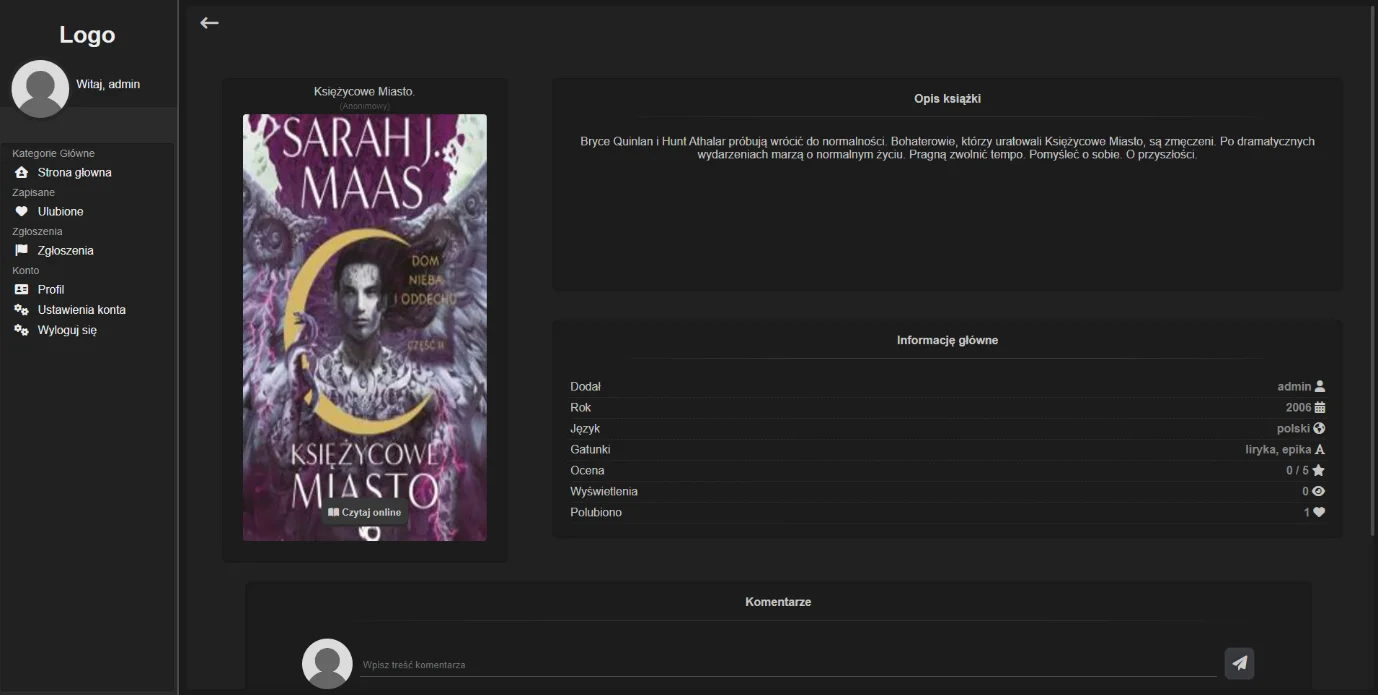 Logo
Witaj, admin
Kategorie Główne
Strona głowna
Zapisane
Ulubione
Zgłoszenia
Zgłoszenia
Konto
Profil
Ustawienia konta
Wyloguj się
Księżycowe Miasto.
(Anonimowy)
SARAH J.
MAAS
DOM
NIEBA
I ODDECHU
CZĘŚĆ II
KSIĘŻYCOWE
MIASTO
Czytaj online
Opis książki
Bryce Quinlan i Hunt Athalar próbują wrócić do normalności. Bohaterowie, którzy uratowali Księżycowe Miasto, są zmęczeni. Po dramatycznych
wydarzeniach marzą o normalnym życiu. Pragną zwolnić tempo. Pomyśleć o sobie. O przyszłości.
Informację główne
Dodał admin
Rok 2006
Język polski
Gatunki liryka, epika
Ocena 0 / 5
Wyświetlenia 0
Polubiono 1
Komentarze
Wpisz treść komentarza